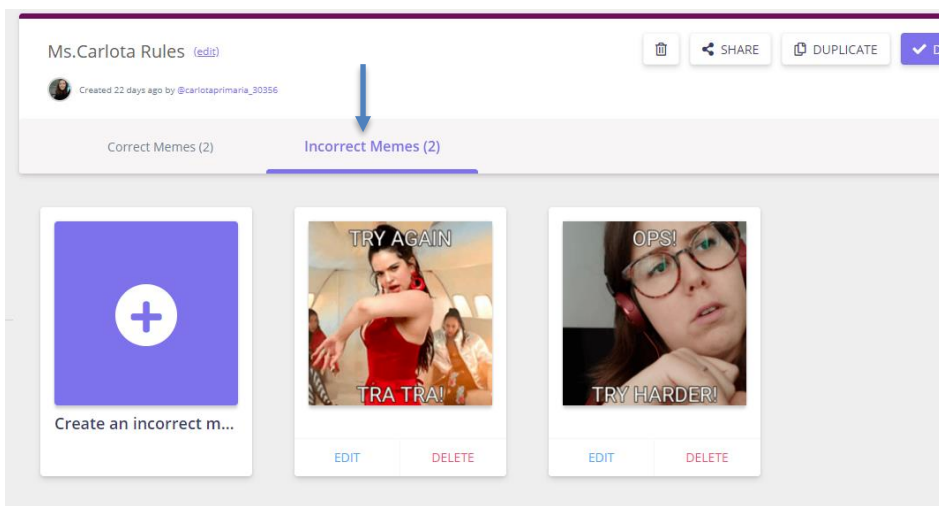 Ms.Carlota Rules (edit)
SHARE
DUPLICATE
Created 22 days ago by @carlotaprimaria_30356
Correct Memes (2)
Incorrect Memes (2)
TRY AGAIN
TRA TRA!
OPS!
TRY HARDER!
Create an incorrect m...
EDIT
DELETE
EDIT
DELETE